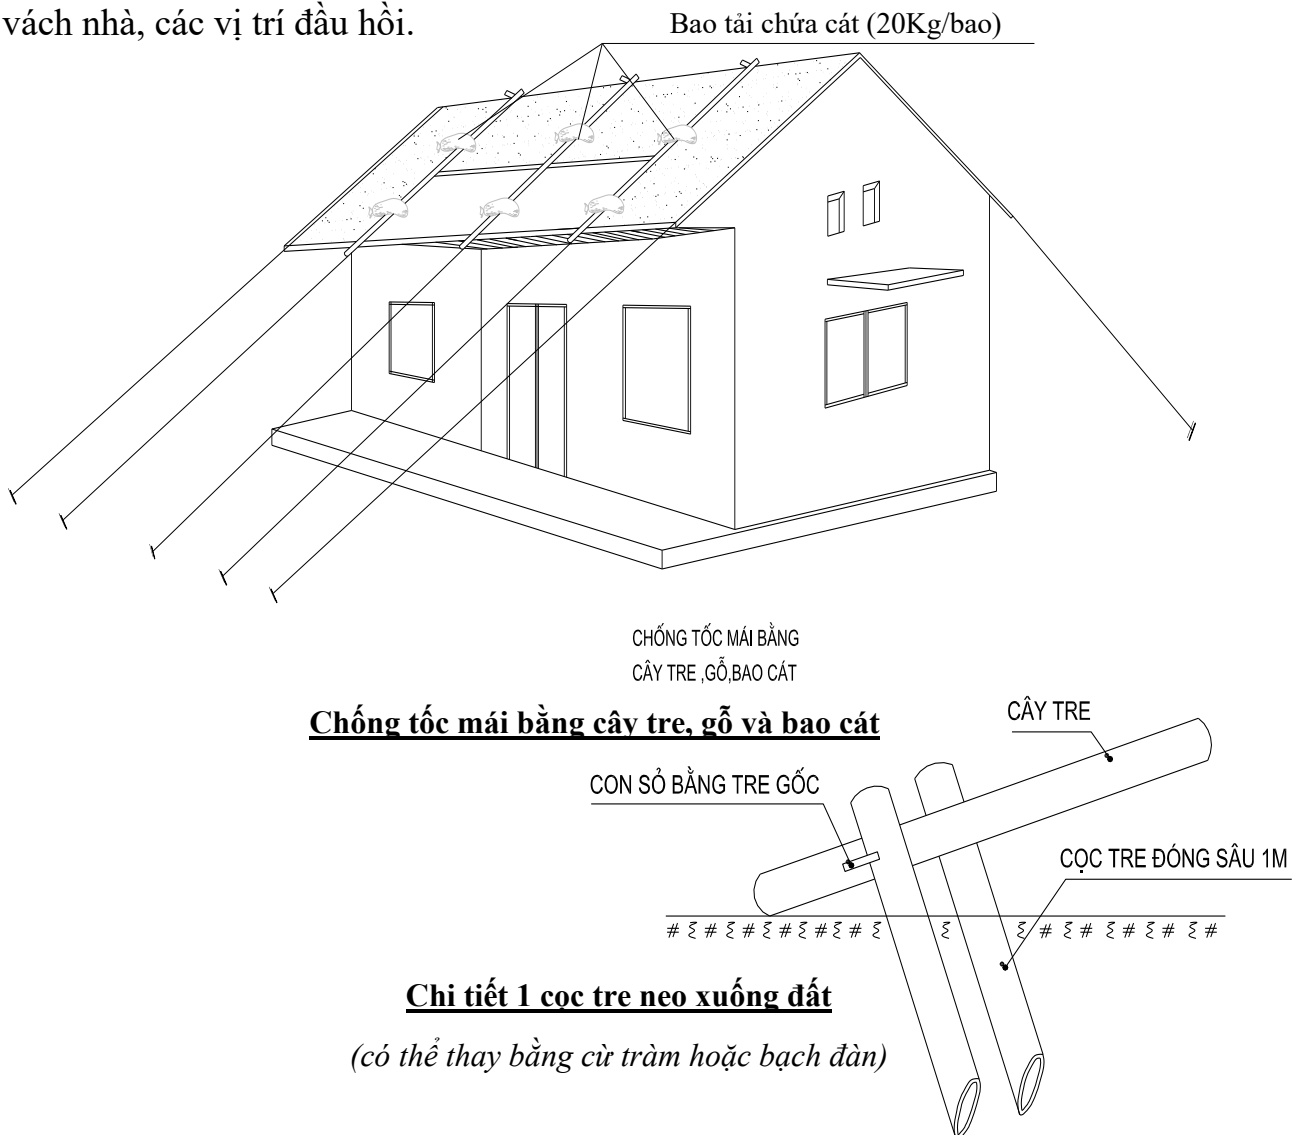 vách nhà, các vị trí đầu hồi.
Bao tải chứa cát (20Kg/bao)
CHỐNG TỐC MÁI BẰNG
CÂY TRE ,GỖ,BAO CÁT
Chống tốc mái bằng cây tre, gỗ và bao cát
CÂY TRE
CON SỎ BẰNG TRE GỐC
CỌC TRE ĐÓNG SÂU 1M
Chi tiết 1 cọc tre neo xuống đất
(có thể thay bằng cừ tràm hoặc bạch đàn)